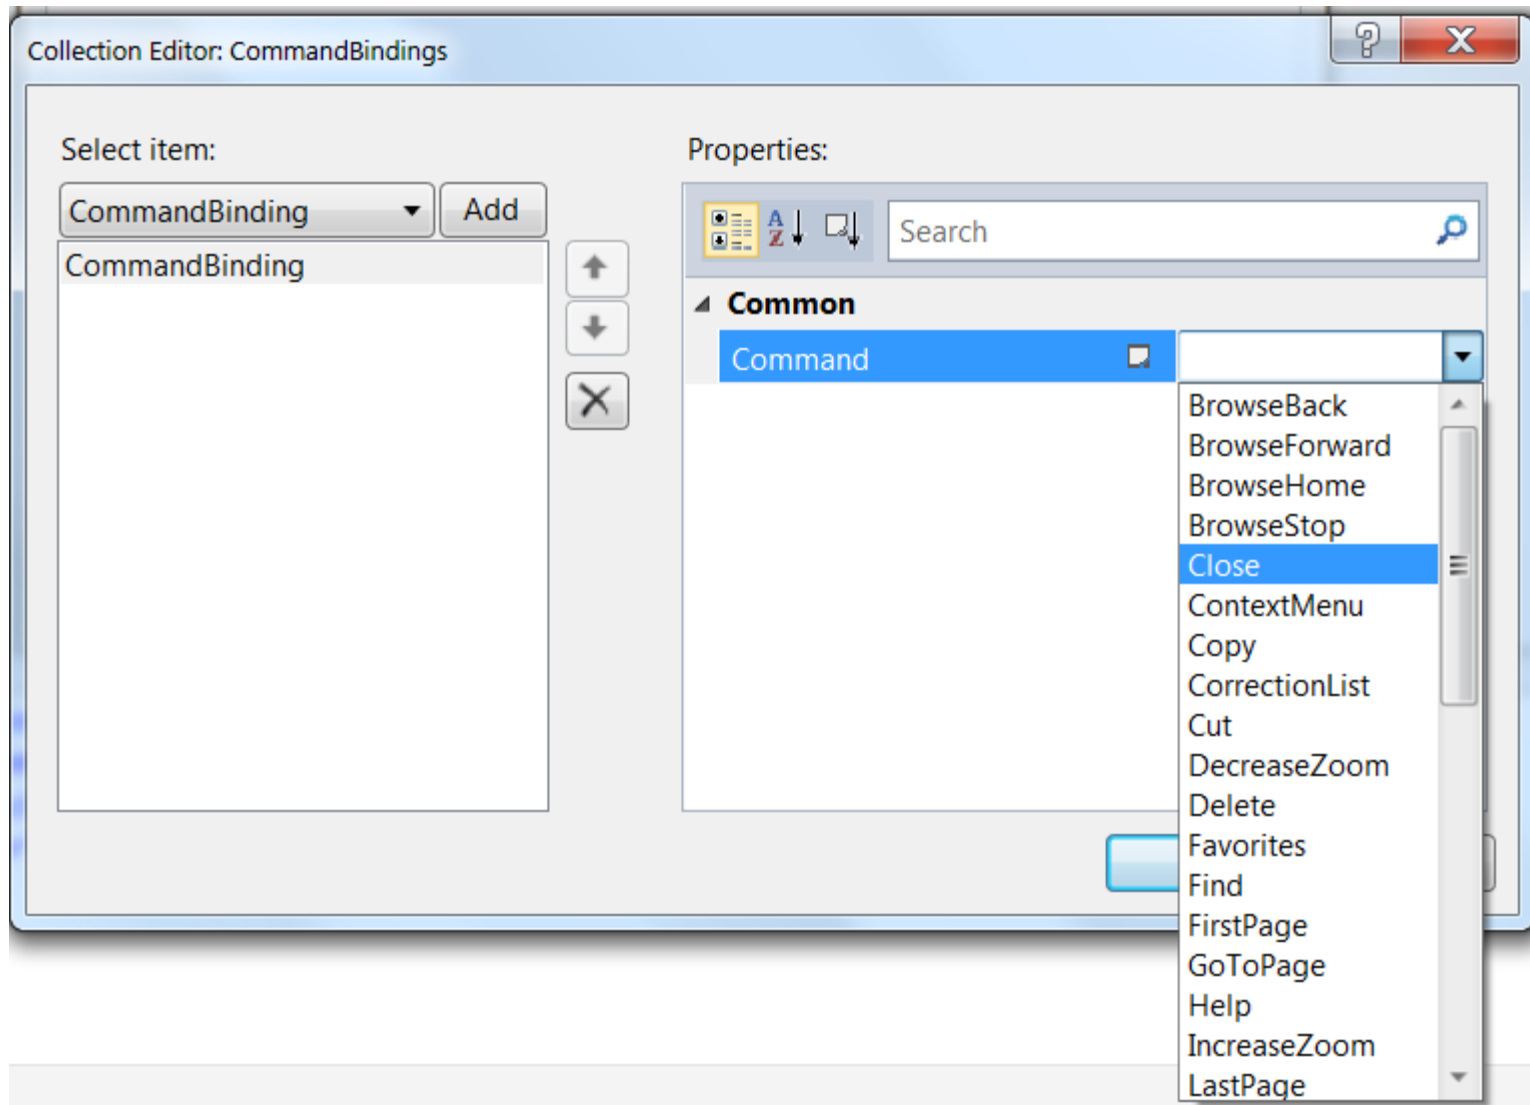 Collection Editor: CommandBindings
Select item:
Properties:
CommandBinding
Add
Search
CommandBinding
Common
Command
BrowseBack
BrowseForward
BrowseHome
BrowseStop
Close
ContextMenu
Copy
CorrectionList
Cut
DecreaseZoom
Delete
Favorites
Find
FirstPage
GoToPage
Help
IncreaseZoom
LastPage